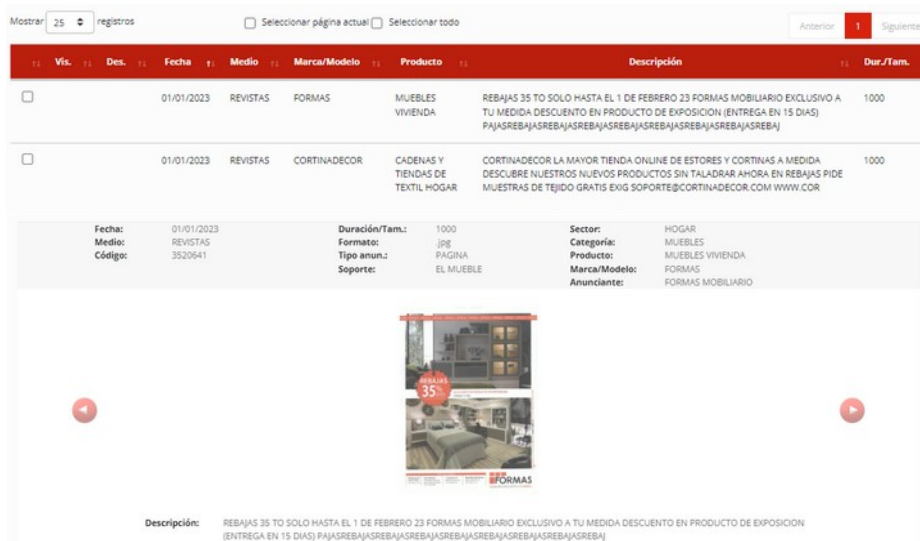 Mostrar 25 registros Seleccionar página actual Seleccionar todo Anterior 1 Siguiente
Vis. Des. Fecha Medio Marca/Modelo Producto Descripción Dur./Tam.
01/01/2023 REVISTAS FORMAS MUEBLES REBAJAS 35 TO SOLO HASTA EL 1 DE FEBRERO 23 FORMAS MOBILIARIO EXCLUSIVO A 1000
VIVIENDA TU MEDIDA DESCUENTO EN PRODUCTO DE EXPOSICION (ENTREGA EN 15 DIAS)
PAJASREBAJASREBAJASREBAJASREBAJASREBAJASREBAJASREBAJASREBAJ
01/01/2023 REVISTAS CORTINADECOR CADENAS Y CORTINADECOR LA MAYOR TIENDA ONLINE DE ESTORES Y CORTINAS A MEDIDA 1000
TIENDAS DE DESCUBRE NUESTROS NUEVOS PRODUCTOS SIN TALADRAR AHORA EN REBAJAS PIDE
TEXTIL HOGAR MUESTRAS DE TEJIDO GRATIS EXIG SOPORTE@CORTINADECOR.COM WWW.COR
Fecha: 01/01/2023 Duración/Tam.: 1000 Sector: HOGAR
Medio: REVISTAS Formato: .jpg Categoría: MUEBLES
Código: 3520641 Tipo anun.: PAGINA Producto: MUEBLES VIVIENDA
Soporte: EL MUEBLE Marca/Modelo: FORMAS
Anunciante: FORMAS MOBILIARIO
REBAJAS
35%
FORMAS
Descripción: REBAJAS 35 TO SOLO HASTA EL 1 DE FEBRERO 23 FORMAS MOBILIARIO EXCLUSIVO A TU MEDIDA DESCUENTO EN PRODUCTO DE EXPOSICION
(ENTREGA EN 15 DIAS) PAJASREBAJASREBAJASREBAJASREBAJASREBAJASREBAJASREBAJASREBAJ